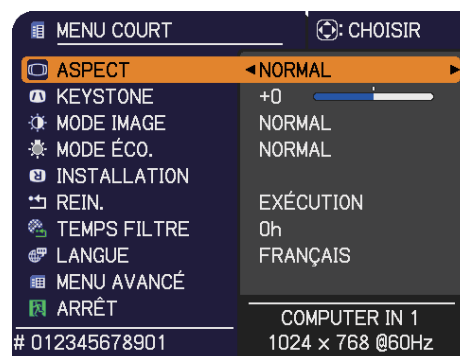 MENU COURT : CHOISIR
ASPECT NORMAL
KEYSTONE +0
MODE IMAGE NORMAL
MODE ÉCO. NORMAL
INSTALLATION
REIN. EXÉCUTION
TEMPS FILTRE 0h
LANGUE FRANÇAIS
MENU AVANCÉ
ARRÊT
COMPUTER IN 1
# 012345678901 1024 x 768 @60Hz